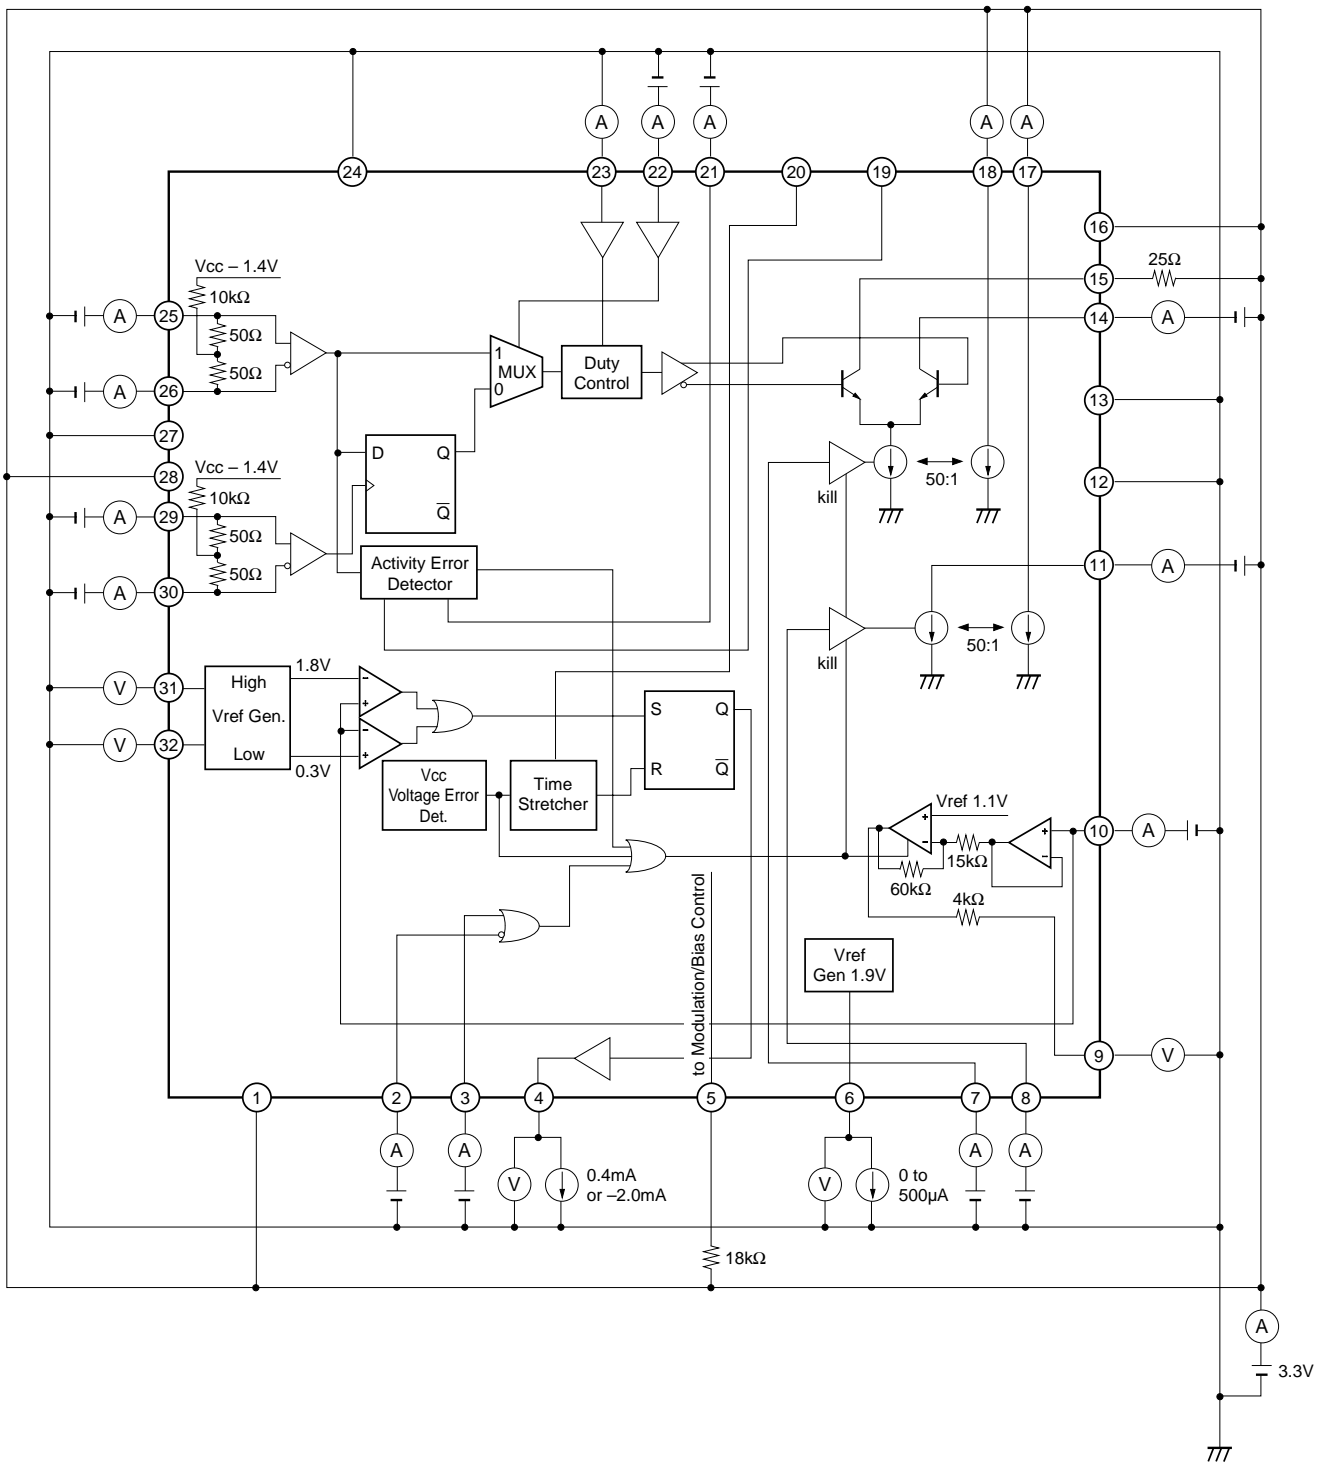 A
A
A
A
A
24
23
22
21
20
19
18
17
16
25Ω
15
Vcc – 1.4V
10kΩ
A
25
50Ω
14
A
50Ω
1
MUX
0
Duty
Control
A
26
13
27
D
Q
Q
28
Vcc – 1.4V
10kΩ
kill
50:1
12
A
29
50Ω
50Ω
Activity Error
Detector
11
A
A
30
kill
50:1
V
31
High
Vref Gen.
Low
1.8V
0.3V
–
+
–
+
S
Q
R
Q
V
32
Vcc
Voltage Error
Det.
Time
Stretcher
Vref 1.1V
+
–
15kΩ
60kΩ
+
–
10
A
4kΩ
to Modulation/Bias Control
Vref
Gen 1.9V
9
V
1
2
3
4
5
6
7
8
A
A
V
0.4mA
or –2.0mA
V
0 to
500µA
A
A
18kΩ
A
3.3V